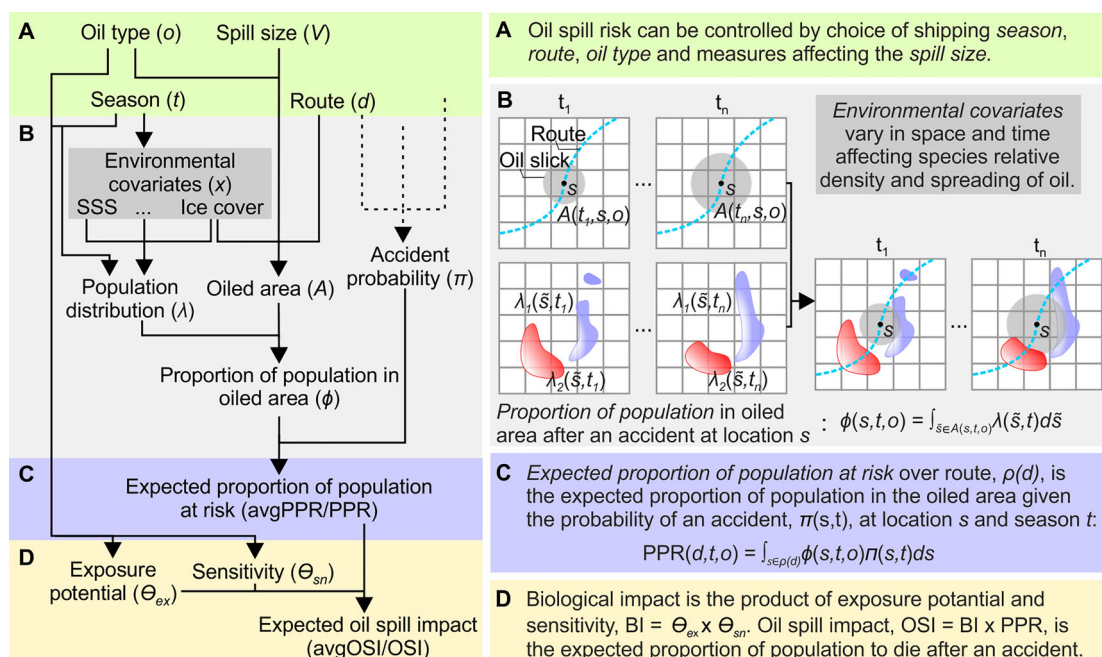 A
Oil type (o)
Spill size (V)
Season (t)
Route (d)
B
Environmental
covariates (x)
SSS ... Ice cover
Population
distribution (λ)
Oiled area (A)
Accident
probability (π)
Proportion of population in
oiled area (ϕ)
C
Expected proportion of population
at risk (avgPPR/PPR)
D
Exposure
potential (Θex)
Sensitivity (Θsn)
Expected oil spill impact
(avgOSI/OSI)
A Oil spill risk can be controlled by choice of shipping season,
route, oil type and measures affecting the spill size.
B
t1
tn
Route
Oil slick
s
A(t1,s,o)
...
s
A(tn,s,o)
Environmental covariates
vary in space and time
affecting species relative
density and spreading of oil.
λ1(s̃,t1)
λ2(s̃,t1)
...
λ1(s̃,tn)
λ2(s̃,tn)
t1
tn
s
...
s
Proportion of population in oiled
area after an accident at location s
: ϕ(s,t,o) = ∫s̃∈A(s,t,o)λ(s̃,t)ds̃
C Expected proportion of population at risk over route, ρ(d), is
the expected proportion of population in the oiled area given
the probability of an accident, π(s,t), at location s and season t:
PPR(d,t,o) = ∫s∈ρ(d)ϕ(s,t,o)π(s,t)ds
D Biological impact is the product of exposure potantial and
sensitivity, BI = Θex x Θsn. Oil spill impact, OSI = BI x PPR, is
the expected proportion of population to die after an accident.